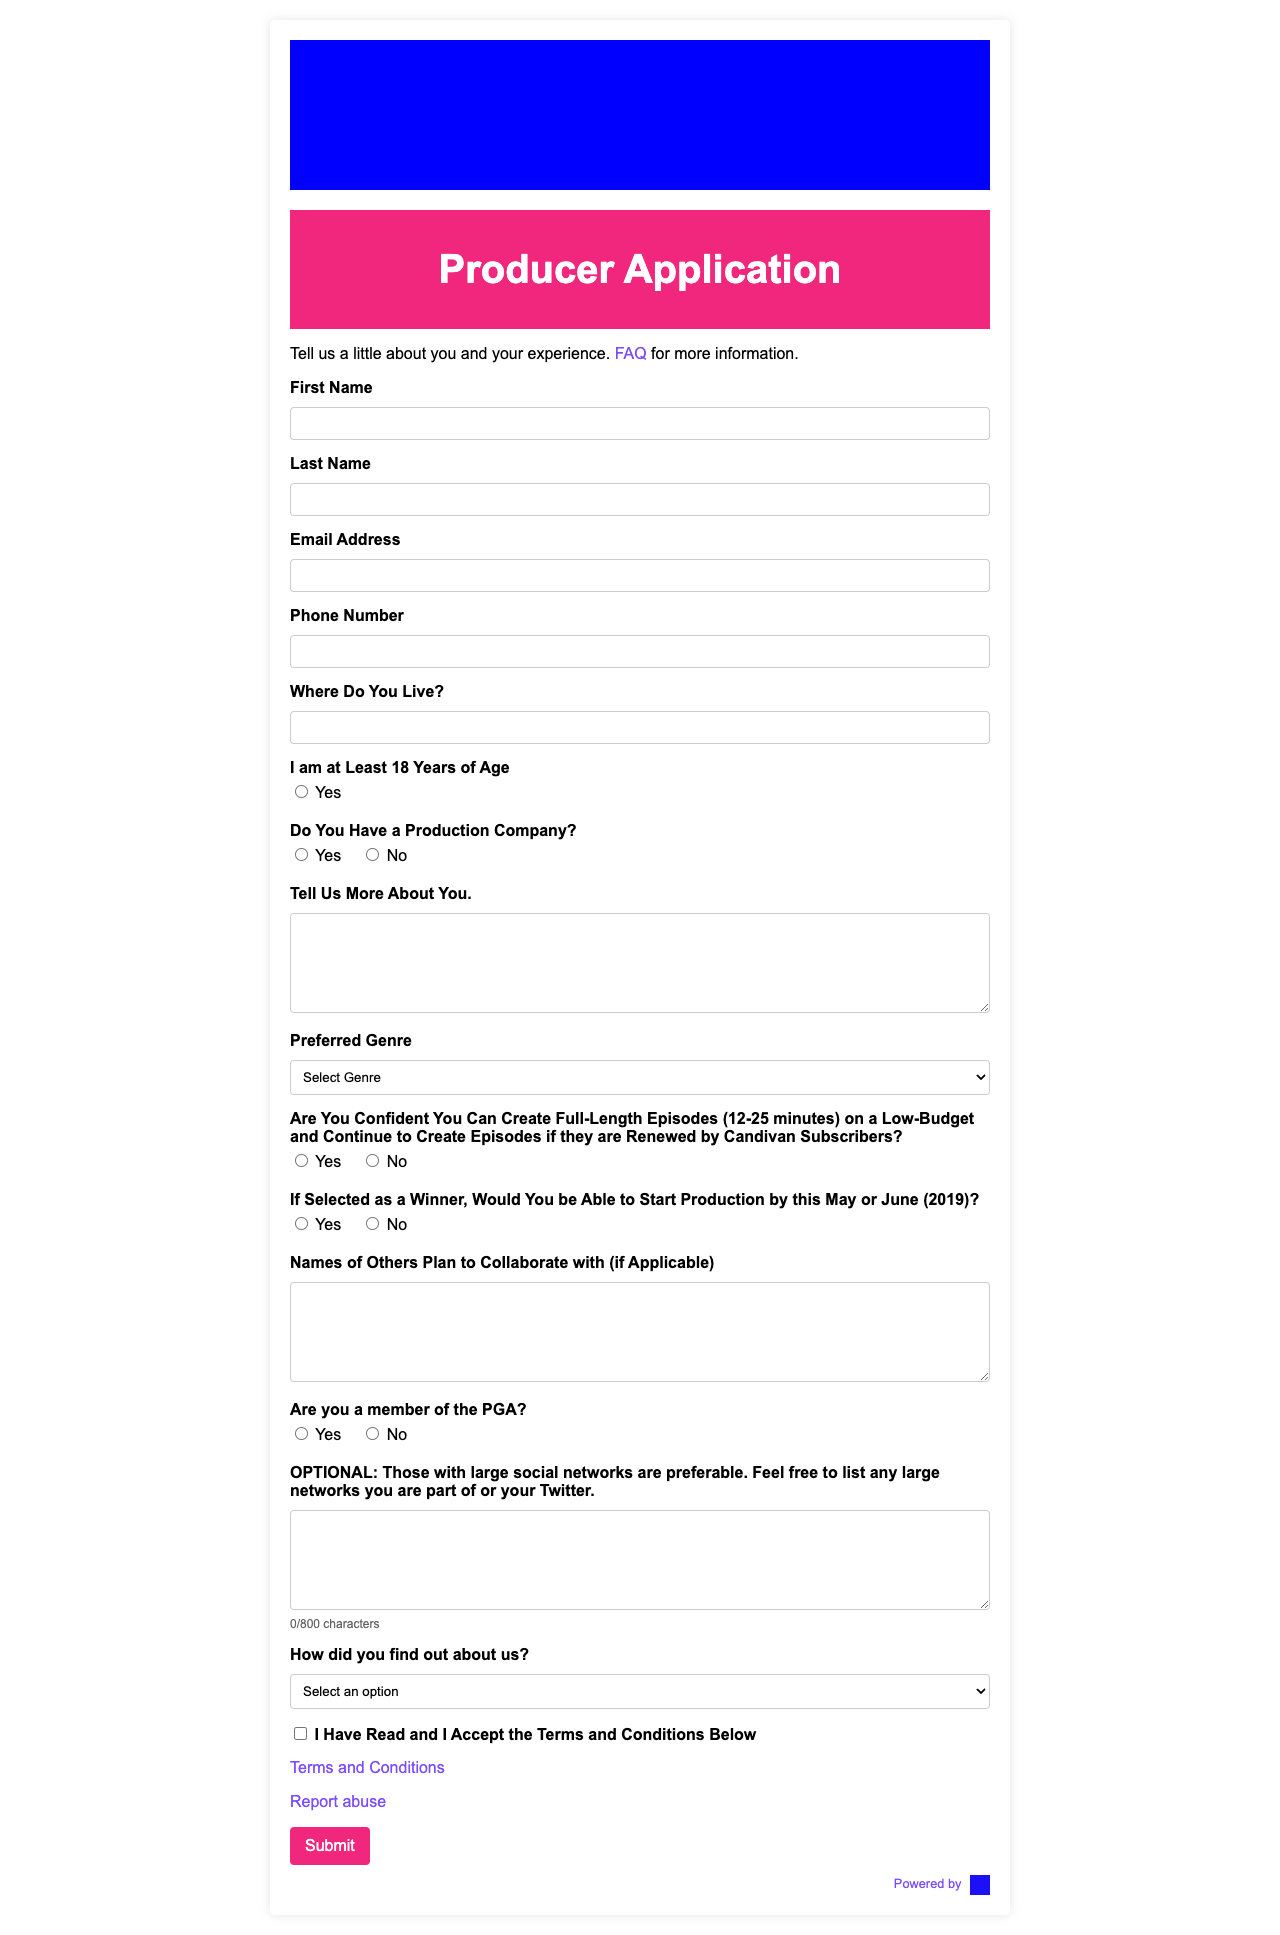 Producer Application
Tell us a little about you and your experience. FAQ for more information.
First Name
Last Name
Email Address
Phone Number
Where Do You Live?
I am at Least 18 Years of Age
Yes
Do You Have a Production Company?
Yes No
Tell Us More About You.
Preferred Genre
Select Genre
Are You Confident You Can Create Full-Length Episodes (12-25 minutes) on a Low-Budget
and Continue to Create Episodes if they are Renewed by Candivan Subscribers?
Yes No
If Selected as a Winner, Would You be Able to Start Production by this May or June (2019)?
Yes No
Names of Others Plan to Collaborate with (if Applicable)
Are you a member of the PGA?
Yes No
OPTIONAL: Those with large social networks are preferable. Feel free to list any large
networks you are part of or your Twitter.
0/800 characters
How did you find out about us?
Select an option
I Have Read and I Accept the Terms and Conditions Below
Terms and Conditions
Report abuse
Submit
Powered by